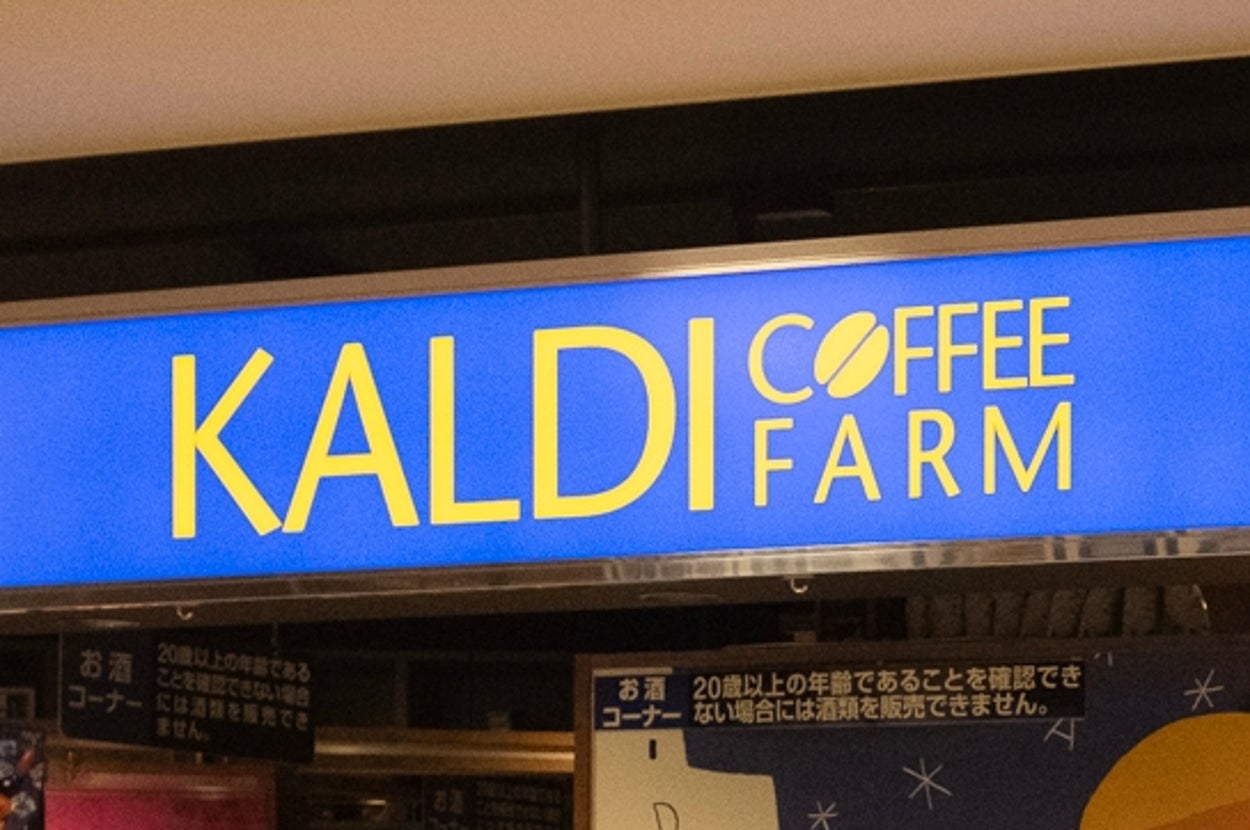 KALDI
COFFEE
FARM
お酒
コーナー
20歳以上の年齢である
ことを確認できない場合
には酒類を販売でき
ません。
お酒
コーナー
20歳以上の年齢であることを確認でき
ない場合には酒類を販売できません。